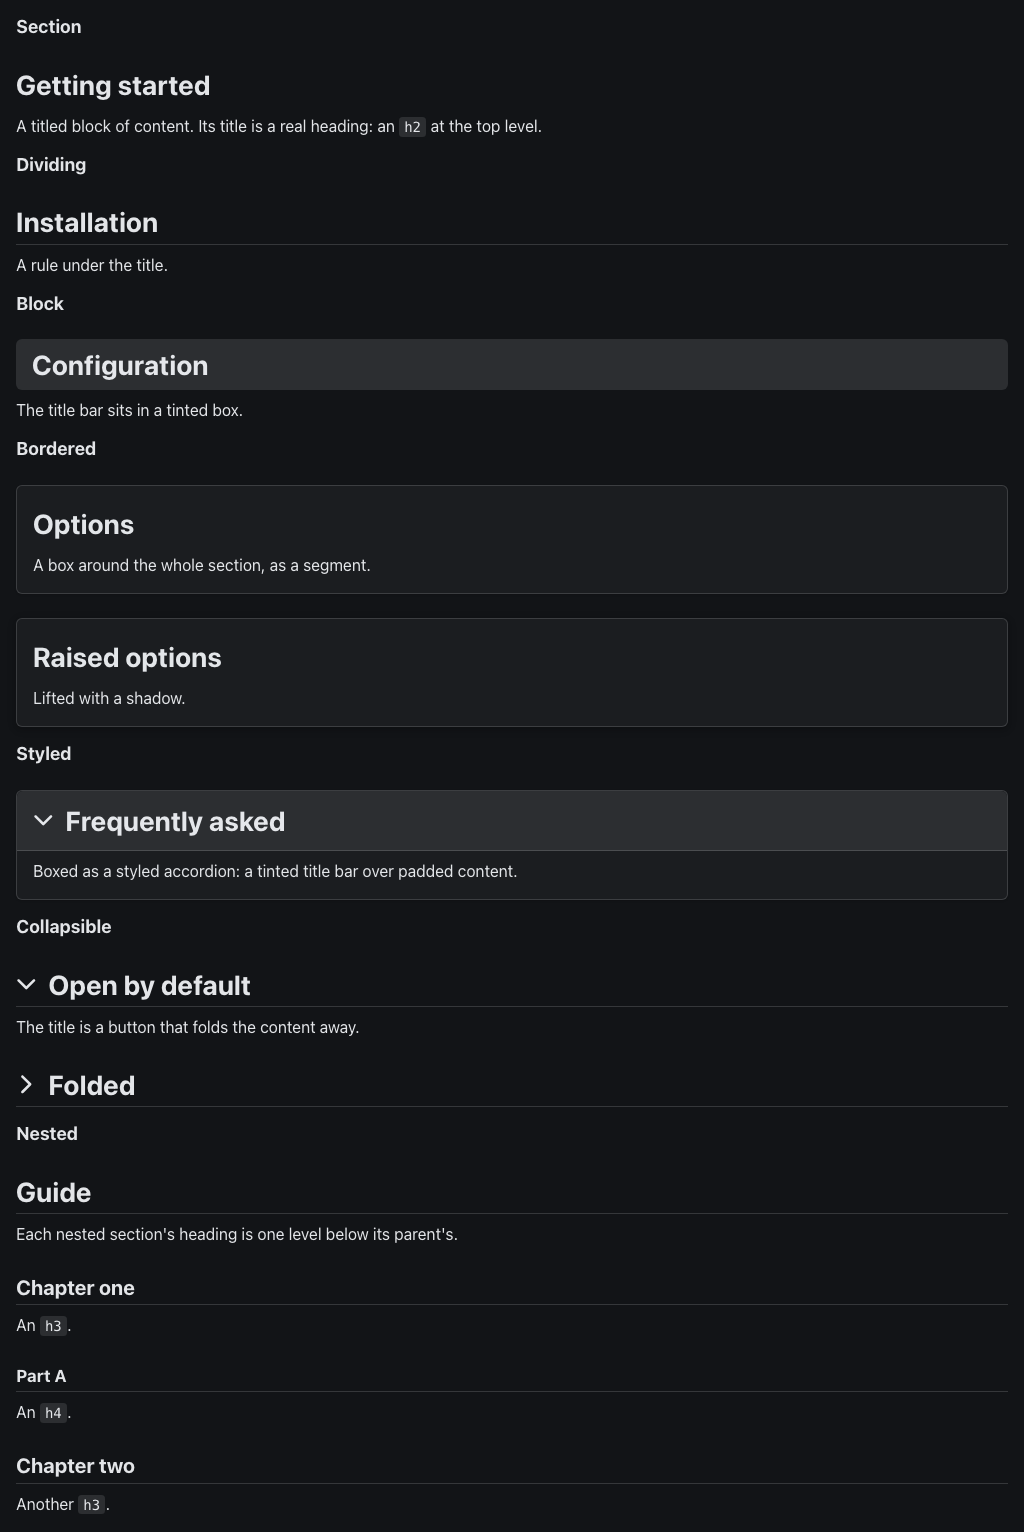 Section
Getting started
A titled block of content. Its title is a real heading: an h2 at the top level.
Dividing
Installation
A rule under the title.
Block
Configuration
The title bar sits in a tinted box.
Bordered
Options
A box around the whole section, as a segment.
Raised options
Lifted with a shadow.
Styled
Frequently asked
Boxed as a styled accordion: a tinted title bar over padded content.
Collapsible
Open by default
The title is a button that folds the content away.
Folded
Nested
Guide
Each nested section's heading is one level below its parent's.
Chapter one
An h3.
Part A
An h4.
Chapter two
Another h3.